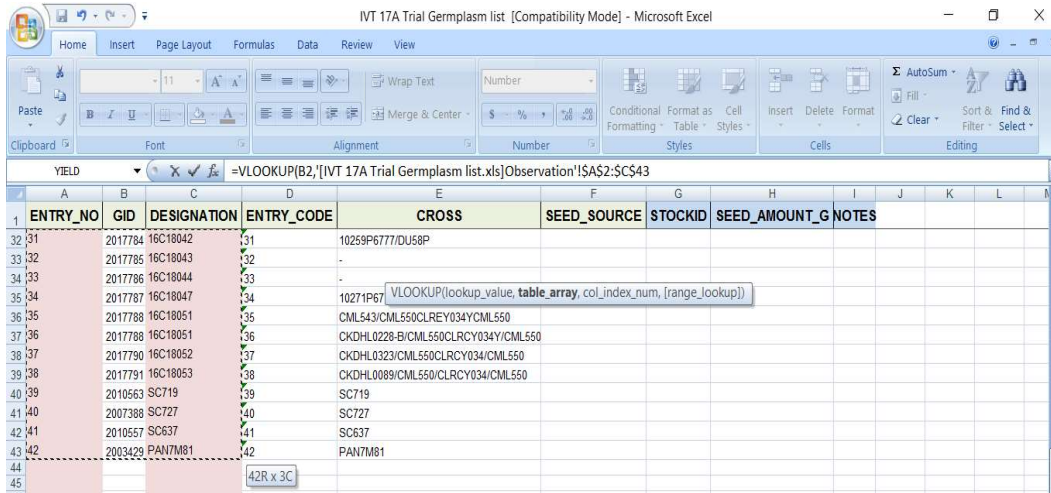 IVT 17A Trial Germplasm list [Compatibility Mode] - Microsoft Excel
Home Insert Page Layout Formulas Data Review View
Paste
Clipboard
11 A A
B I U A
Font
Wrap Text
Merge & Center
Alignment
Number
$ % ,
Number
Conditional Formatting Format as Table Cell Styles
Styles
Insert Delete Format
Cells
Σ AutoSum
Fill
Clear
Sort & Filter Find & Select
Editing
YIELD fx =VLOOKUP(B2,'[IVT 17A Trial Germplasm list.xls]Observation'!$A$2:$C$43
A B C D E F G H I J K L
1 ENTRY_NO GID DESIGNATION ENTRY_CODE CROSS SEED_SOURCE STOCKID SEED_AMOUNT_G NOTES
32 31 2017784 16C18042 31 10259P6777/DU58P
33 32 2017785 16C18043 32 -
34 33 2017786 16C18044 33 -
35 34 2017787 16C18047 34 10271P67
VLOOKUP(lookup_value, table_array, col_index_num, [range_lookup])
36 35 2017788 16C18051 35 CML543/CML550CLREY034YCML550
37 36 2017788 16C18051 36 CKDHL0228-B/CML550CLRCY034Y/CML550
38 37 2017790 16C18052 37 CKDHL0323/CML550CLRCY034/CML550
39 38 2017791 16C18053 38 CKDHL0089/CML550/CLRCY034/CML550
40 39 2010563 SC719 39 SC719
41 40 2007388 SC727 40 SC727
42 41 2010557 SC637 41 SC637
43 42 2003429 PAN7M81 42 PAN7M81
44
42R x 3C
45